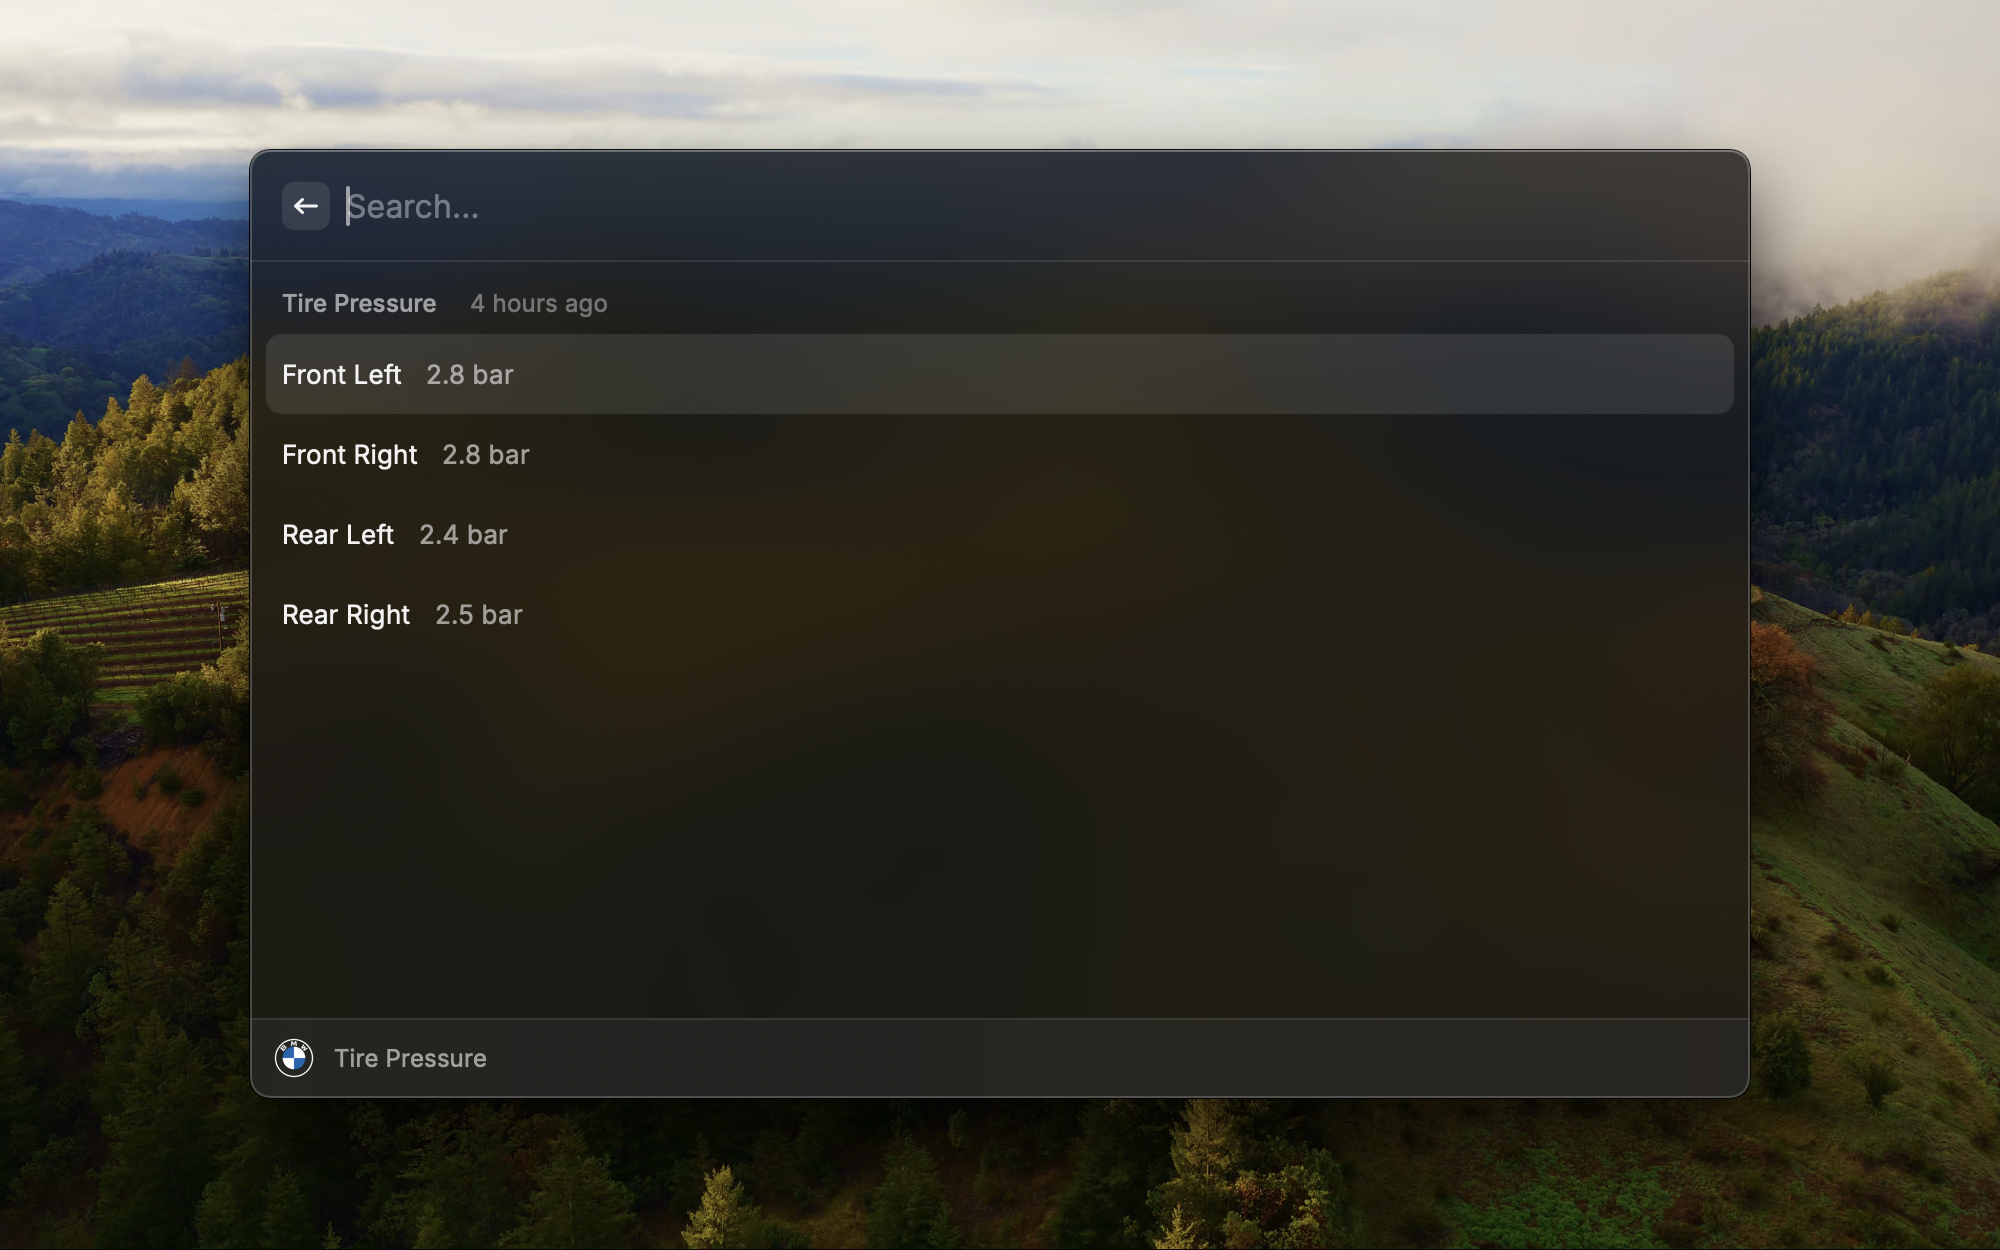 Search...
Tire Pressure 4 hours ago
Front Left 2.8 bar
Front Right 2.8 bar
Rear Left 2.4 bar
Rear Right 2.5 bar
BMW
Tire Pressure